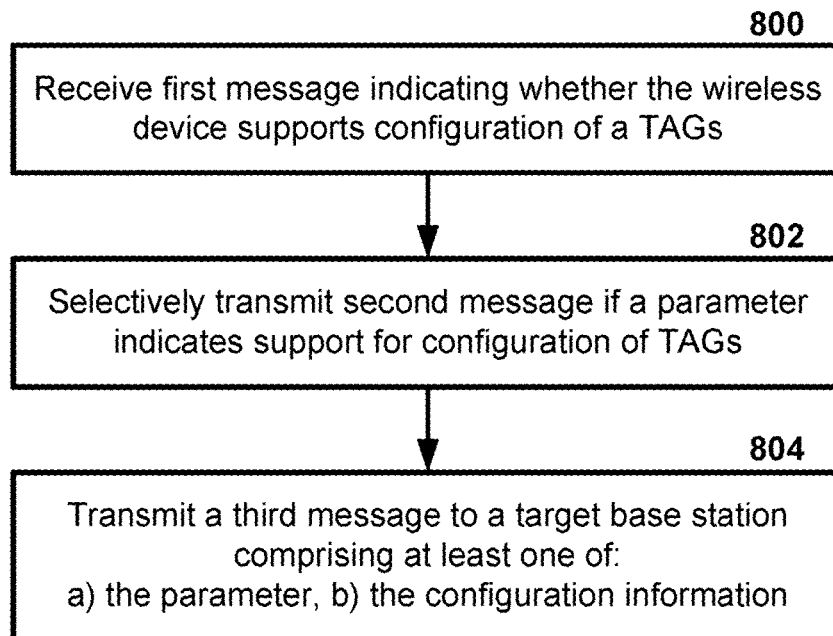 800
Receive first message indicating whether the wireless
device supports configuration of a TAGs
802
Selectively transmit second message if a parameter
indicates support for configuration of TAGs
804
Transmit a third message to a target base station
comprising at least one of:
a) the parameter, b) the configuration information